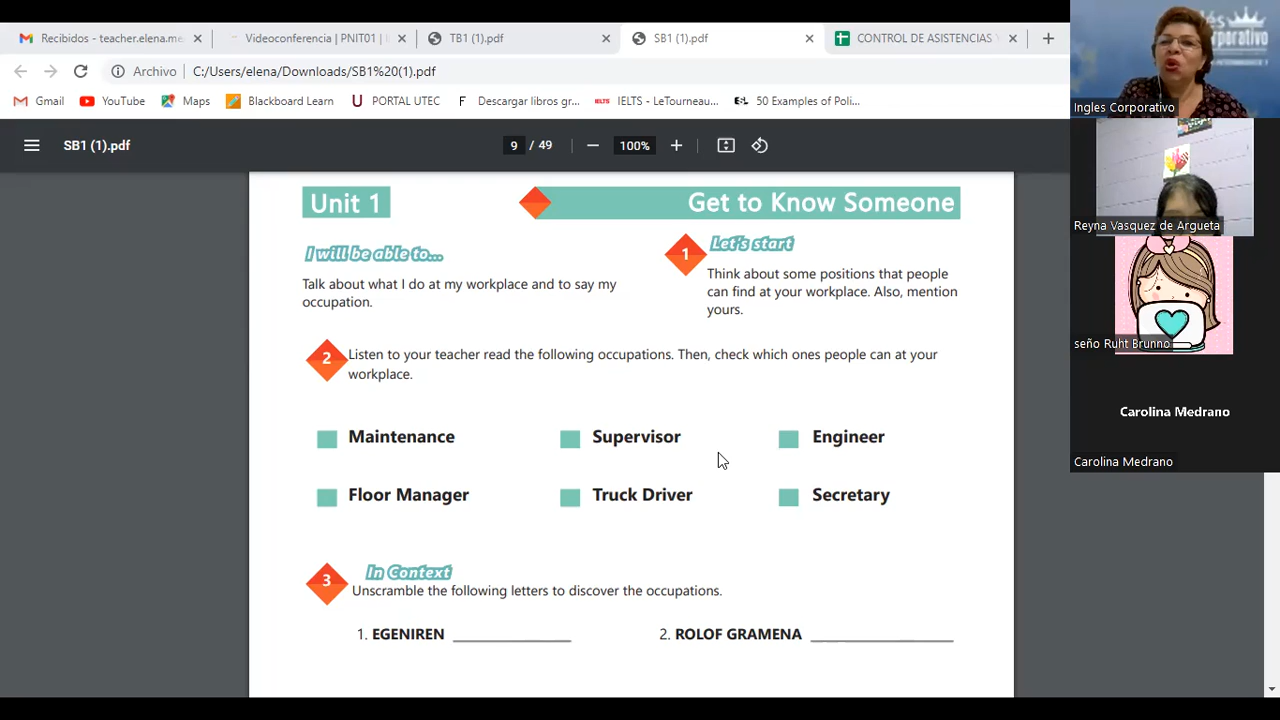 Recibidos - teacher.elena.me
Videoconferencia | PNIT01 | I
TB1 (1).pdf
SB1 (1).pdf
CONTROL DE ASISTENCIAS Y
Archivo
C:/Users/elena/Downloads/SB1%20(1).pdf
Gmail
YouTube
Maps
Blackboard Learn
PORTAL UTEC
Descargar libros gr...
IELTS - LeTourneau...
50 Examples of Poli...
SB1 (1).pdf
9 / 49
100%
Unit 1
Get to Know Someone
I will be able to...
Talk about what I do at my workplace and to say my
occupation.
1
Let's start
Think about some positions that people
can find at your workplace. Also, mention
yours.
2
Listen to your teacher read the following occupations. Then, check which ones people can at your
workplace.
Maintenance
Supervisor
Engineer
Floor Manager
Truck Driver
Secretary
3
In Context
Unscramble the following letters to discover the occupations.
1. EGENIREN ____________
2. ROLOF GRAMENA ____________
Ingles Corporativo
Reyna Vasquez de Argueta
seño Ruht Brunno
Carolina Medrano
Carolina Medrano